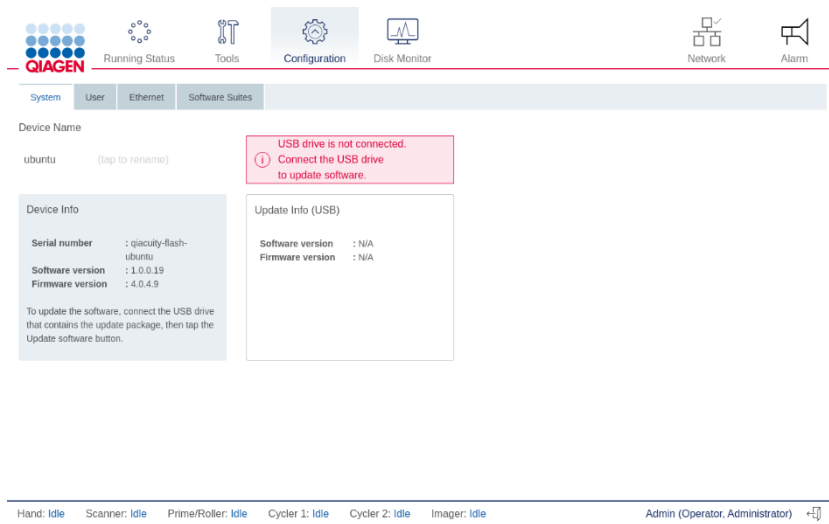 QIAGEN
Running Status
Tools
Configuration
Disk Monitor
Network
Alarm
System
User
Ethernet
Software Suites
Device Name
ubuntu (tap to rename)
USB drive is not connected.
Connect the USB drive
to update software.
Device Info
Serial number : qiacuity-flash-
ubuntu
Software version : 1.0.0.19
Firmware version : 4.0.4.9
To update the software, connect the USB drive
that contains the update package, then tap the
Update software button.
Update Info (USB)
Software version : N/A
Firmware version : N/A
Hand: Idle Scanner: Idle Prime/Roller: Idle Cycler 1: Idle Cycler 2: Idle Imager: Idle Admin (Operator, Administrator)